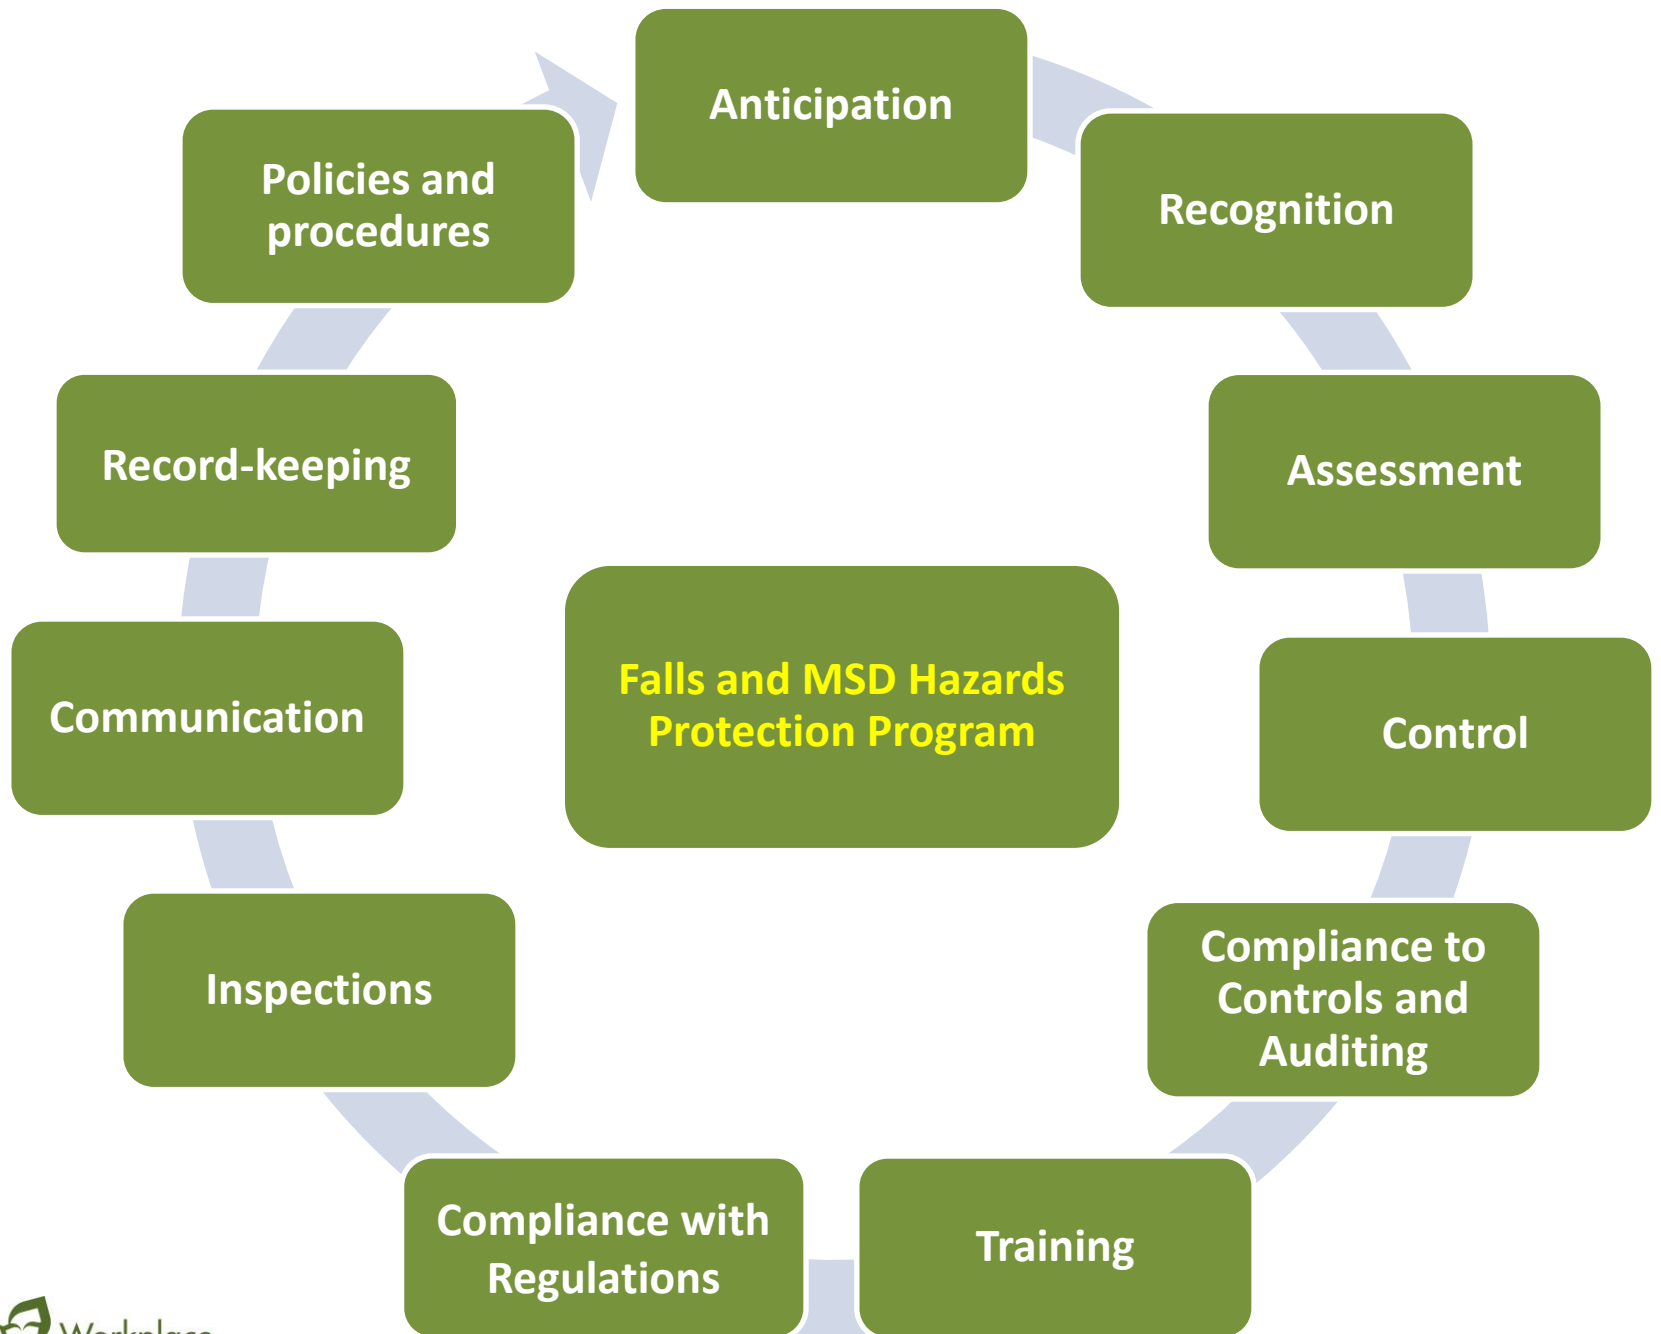 Anticipation
Recognition
Assessment
Control
Compliance to
Controls and
Auditing
Training
Compliance with
Regulations
Inspections
Communication
Record-keeping
Policies and
procedures
Falls and MSD Hazards
Protection Program
Workplace